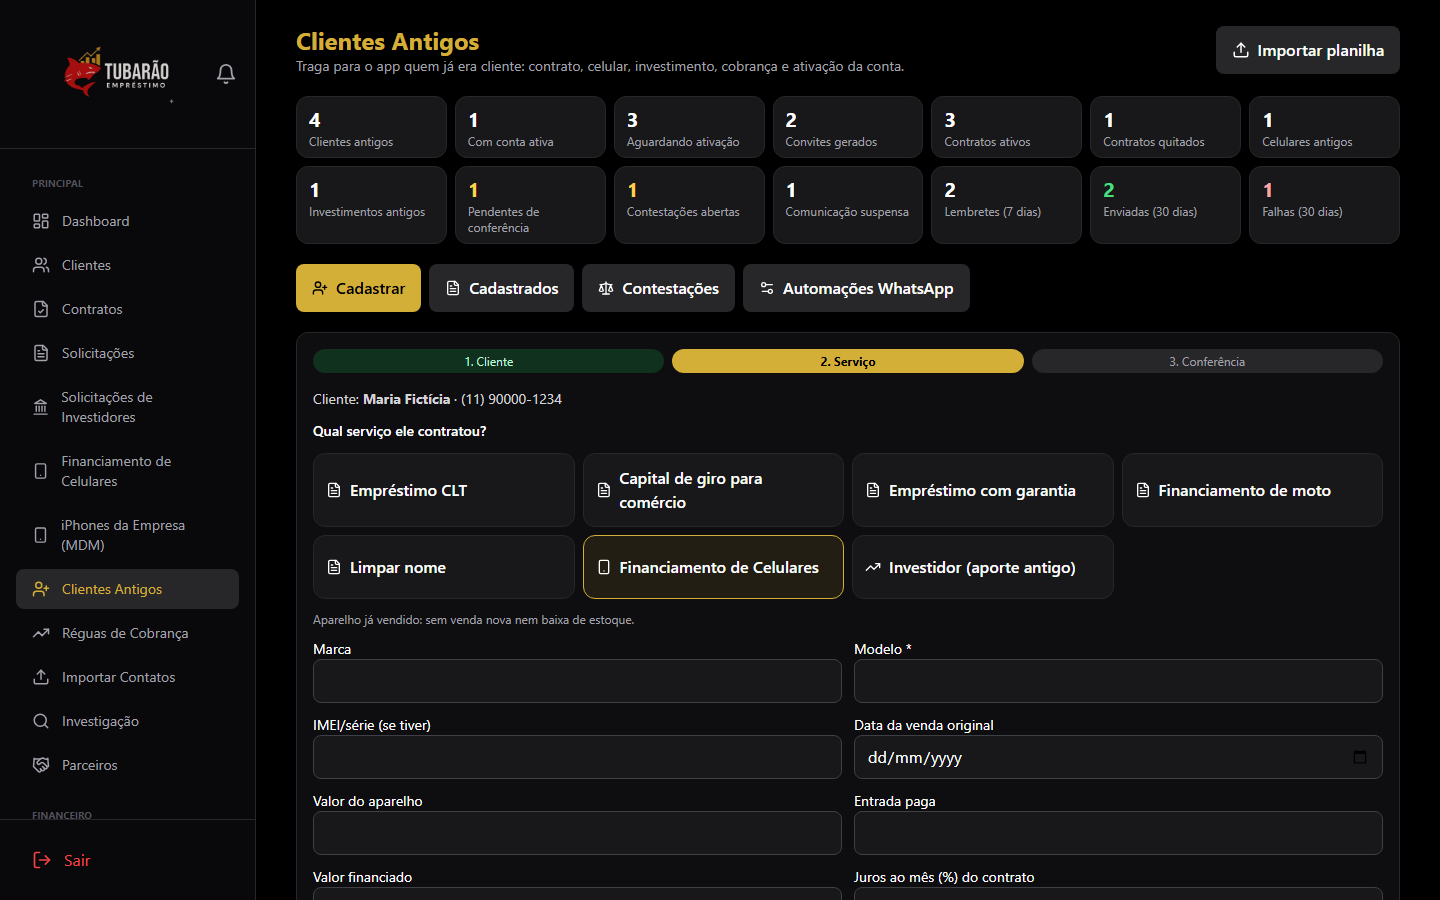 TUBARÃO
EMPRÉSTIMO
PRINCIPAL
Dashboard
Clientes
Contratos
Solicitações
Solicitações de
Investidores
Financiamento de
Celulares
iPhones da Empresa
(MDM)
Clientes Antigos
Réguas de Cobrança
Importar Contatos
Investigação
Parceiros
FINANCEIRO
Sair
Clientes Antigos
Traga para o app quem já era cliente: contrato, celular, investimento, cobrança e ativação da conta.
Importar planilha
4
Clientes antigos
1
Com conta ativa
3
Aguardando ativação
2
Convites gerados
3
Contratos ativos
1
Contratos quitados
1
Celulares antigos
1
Investimentos antigos
1
Pendentes de
conferência
1
Contestações abertas
1
Comunicação suspensa
2
Lembretes (7 dias)
2
Enviadas (30 dias)
1
Falhas (30 dias)
Cadastrar
Cadastrados
Contestações
Automações WhatsApp
1. Cliente
2. Serviço
3. Conferência
Cliente: Maria Fictícia · (11) 90000-1234
Qual serviço ele contratou?
Empréstimo CLT
Capital de giro para
comércio
Empréstimo com garantia
Financiamento de moto
Limpar nome
Financiamento de Celulares
Investidor (aporte antigo)
Aparelho já vendido: sem venda nova nem baixa de estoque.
Marca
Modelo *
IMEI/série (se tiver)
Data da venda original
dd/mm/yyyy
Valor do aparelho
Entrada paga
Valor financiado
Juros ao mês (%) do contrato